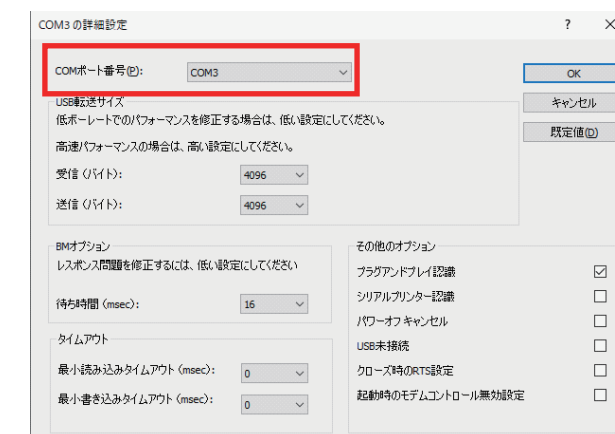 COM3 の詳細設定 ?
COMポート番号(P): COM3
OK
キャンセル
既定値(D)
USB転送サイズ
低ボーレートでのパフォーマンスを修正する場合は、低い設定にしてください。
高速パフォーマンスの場合は、高い設定にしてください。
受信 (バイト): 4096
送信 (バイト): 4096
BMオプション
レスポンス問題を修正するには、低い設定にしてください
待ち時間 (msec): 16
タイムアウト
最小読み込みタイムアウト (msec): 0
最小書き込みタイムアウト (msec): 0
その他のオプション
プラグアンドプレイ認識
シリアルプリンター認識
パワーオフ キャンセル
USB未接続
クローズ時のRTS設定
起動時のモデムコントロール無効設定